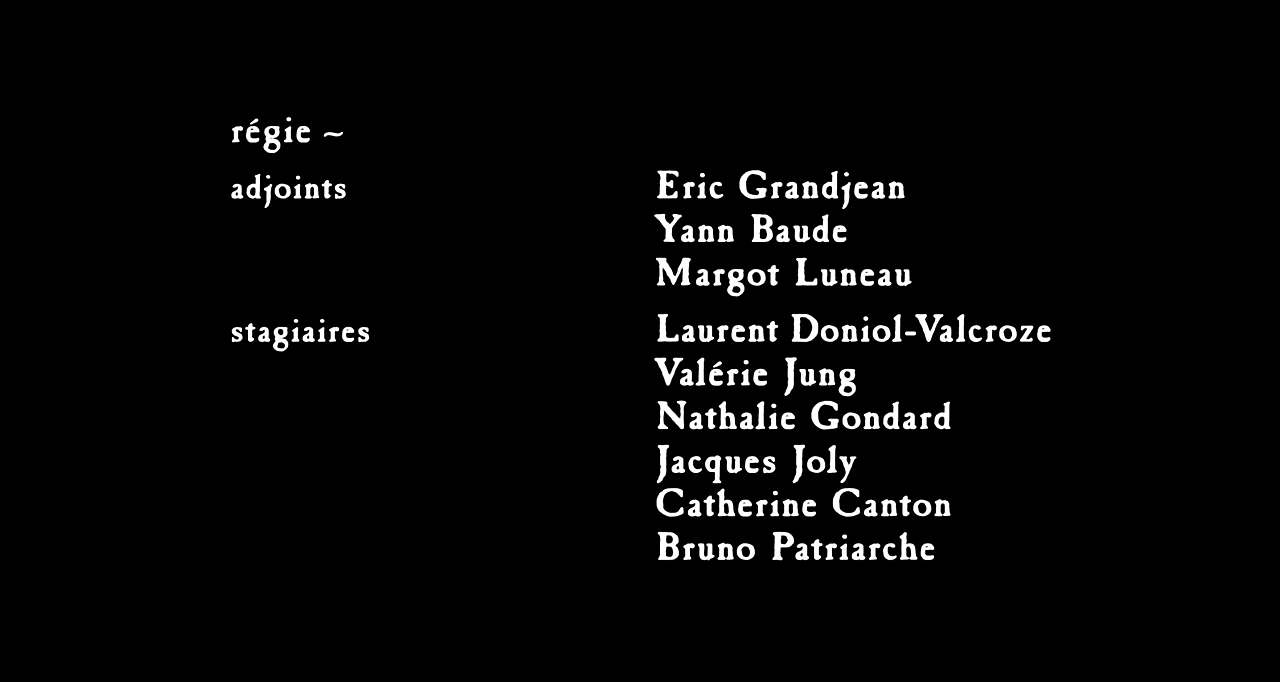 régie ~
adjoints Eric Grandjean
Yann Baude
Margot Luneau
stagiaires Laurent Doniol-Valcroze
Valérie Jung
Nathalie Gondard
Jacques Joly
Catherine Canton
Bruno Patriarche